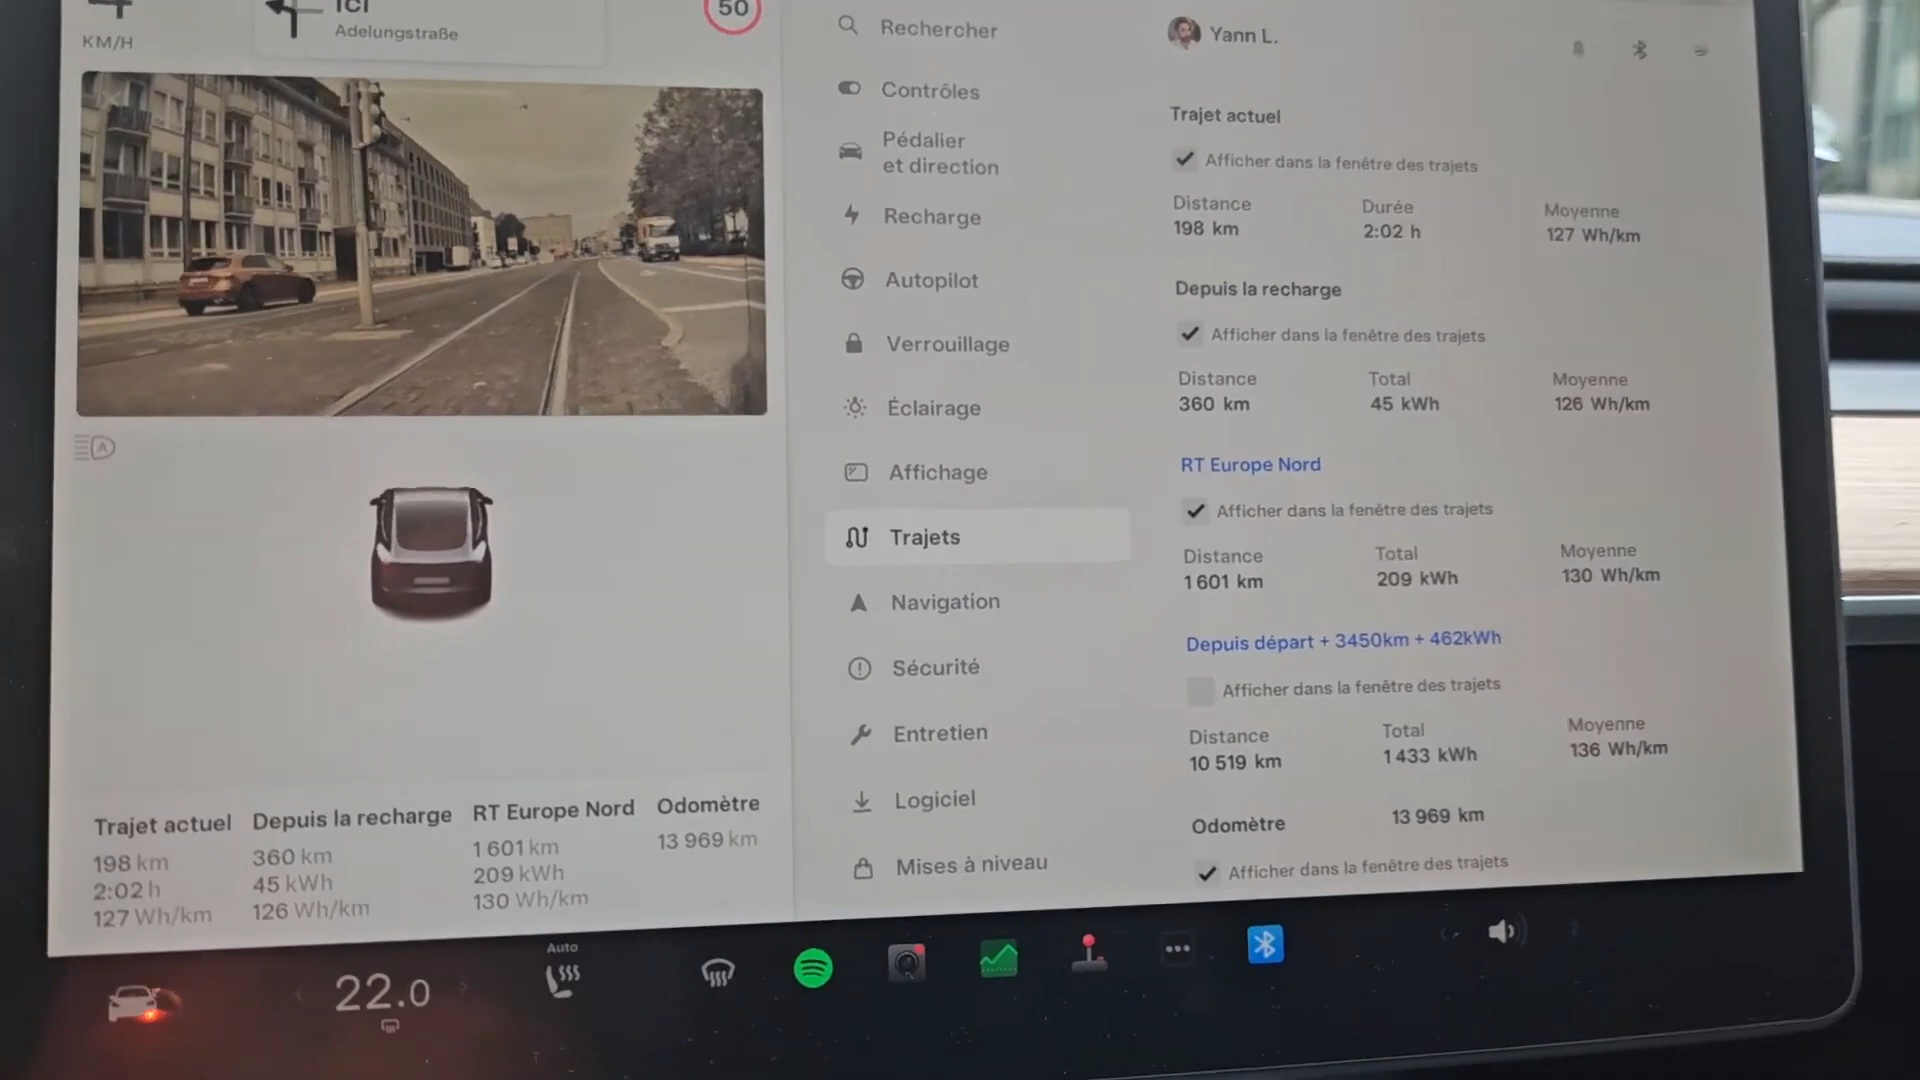 KM/H
ICI
Adelungstraße
50
Trajet actuel
198 km
2:02 h
127 Wh/km
Depuis la recharge
360 km
45 kWh
126 Wh/km
RT Europe Nord
1 601 km
209 kWh
130 Wh/km
Odomètre
13 969 km
Rechercher
Contrôles
Pédalier
et direction
Recharge
Autopilot
Verrouillage
Éclairage
Affichage
Trajets
Navigation
Sécurité
Entretien
Logiciel
Mises à niveau
Yann L.
Trajet actuel
Afficher dans la fenêtre des trajets
Distance Durée Moyenne
198 km 2:02 h 127 Wh/km
Depuis la recharge
Afficher dans la fenêtre des trajets
Distance Total Moyenne
360 km 45 kWh 126 Wh/km
RT Europe Nord
Afficher dans la fenêtre des trajets
Distance Total Moyenne
1 601 km 209 kWh 130 Wh/km
Depuis départ + 3450km + 462kWh
Afficher dans la fenêtre des trajets
Distance Total Moyenne
10 519 km 1 433 kWh 136 Wh/km
Odomètre 13 969 km
Afficher dans la fenêtre des trajets
22.0
Auto